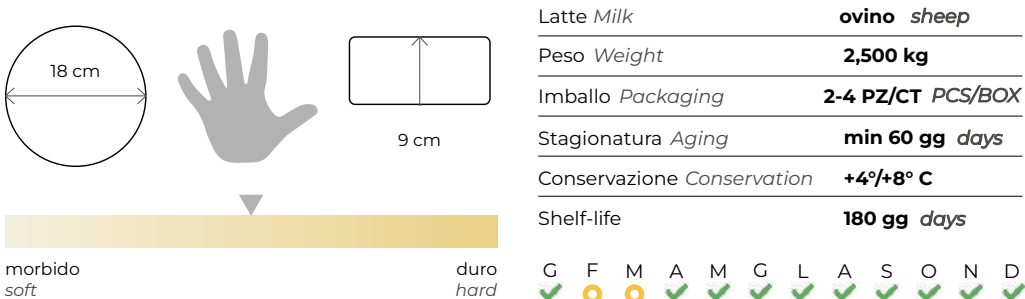 18 cm
9 cm
morbido duro
soft hard
Latte Milk ovino sheep
Peso Weight 2,500 kg
Imballo Packaging 2-4 PZ/CT PCS/BOX
Stagionatura Aging min 60 gg days
Conservazione Conservation +4°/+8° C
Shelf-life 180 gg days
G F M A M G L A S O N D